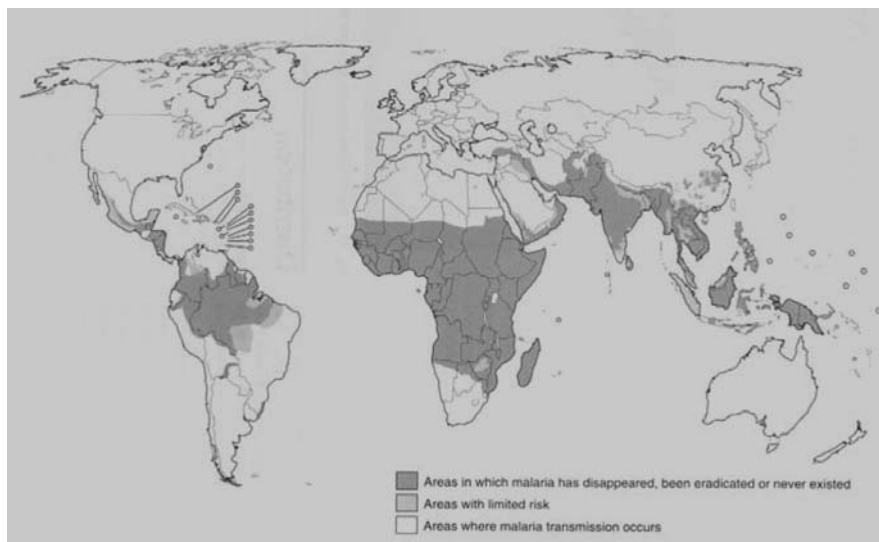 Areas in which malaria has disappeared, been eradicated or never existed
Areas with limited risk
Areas where malaria transmission occurs